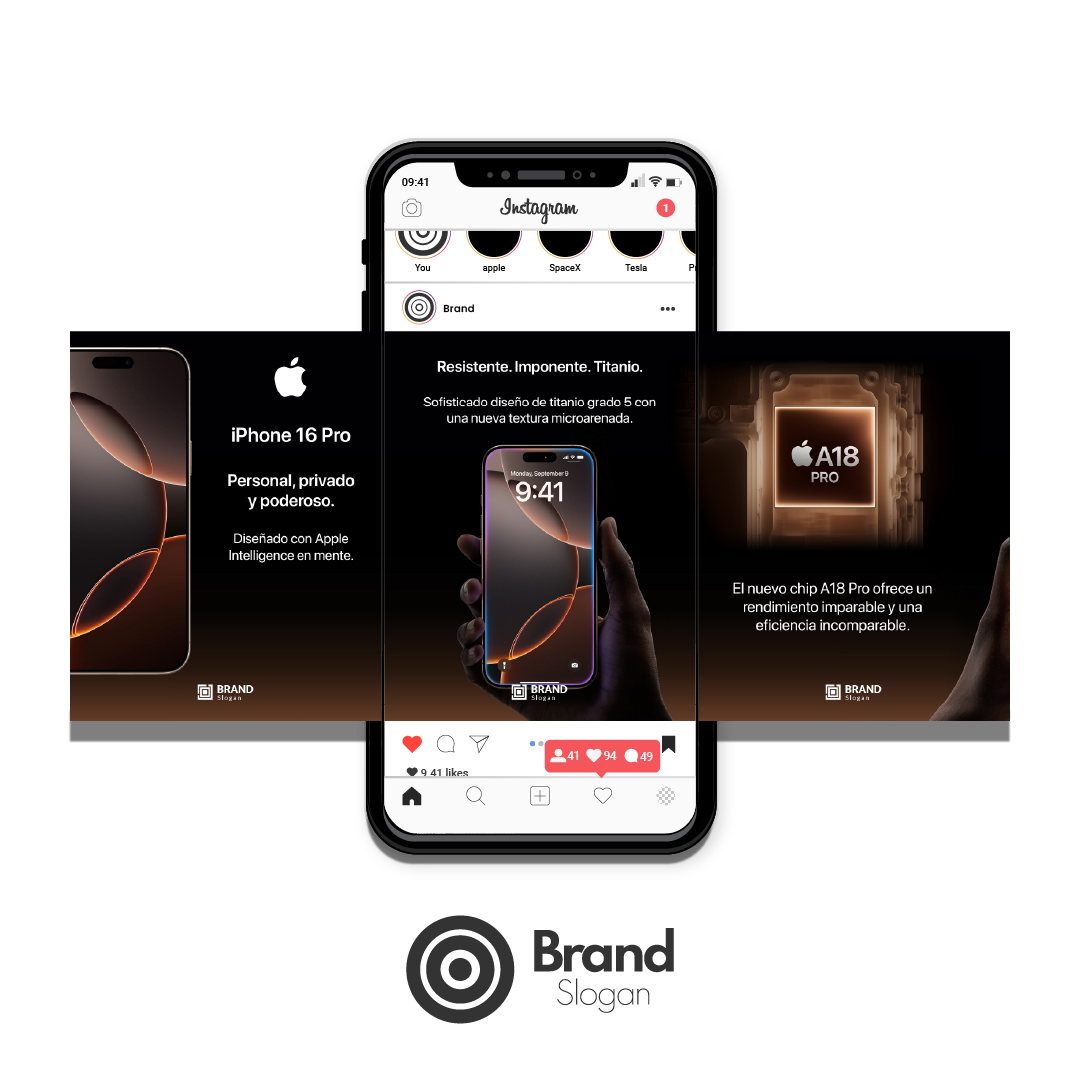 09:41
Instagram
1
You
apple
SpaceX
Tesla
Brand
iPhone 16 Pro
Personal, privado
y poderoso.
Diseñado con Apple
Intelligence en mente.
BRAND
Slogan
Resistente. Imponente. Titanio.
Sofisticado diseño de titanio grado 5 con
una nueva textura microarenada.
Monday, September 9
9:41
BRAND
Slogan
A18
PRO
El nuevo chip A18 Pro ofrece un
rendimiento imparable y una
eficiencia incomparable.
BRAND
Slogan
41 94 49
9 41 likes
Brand
Slogan